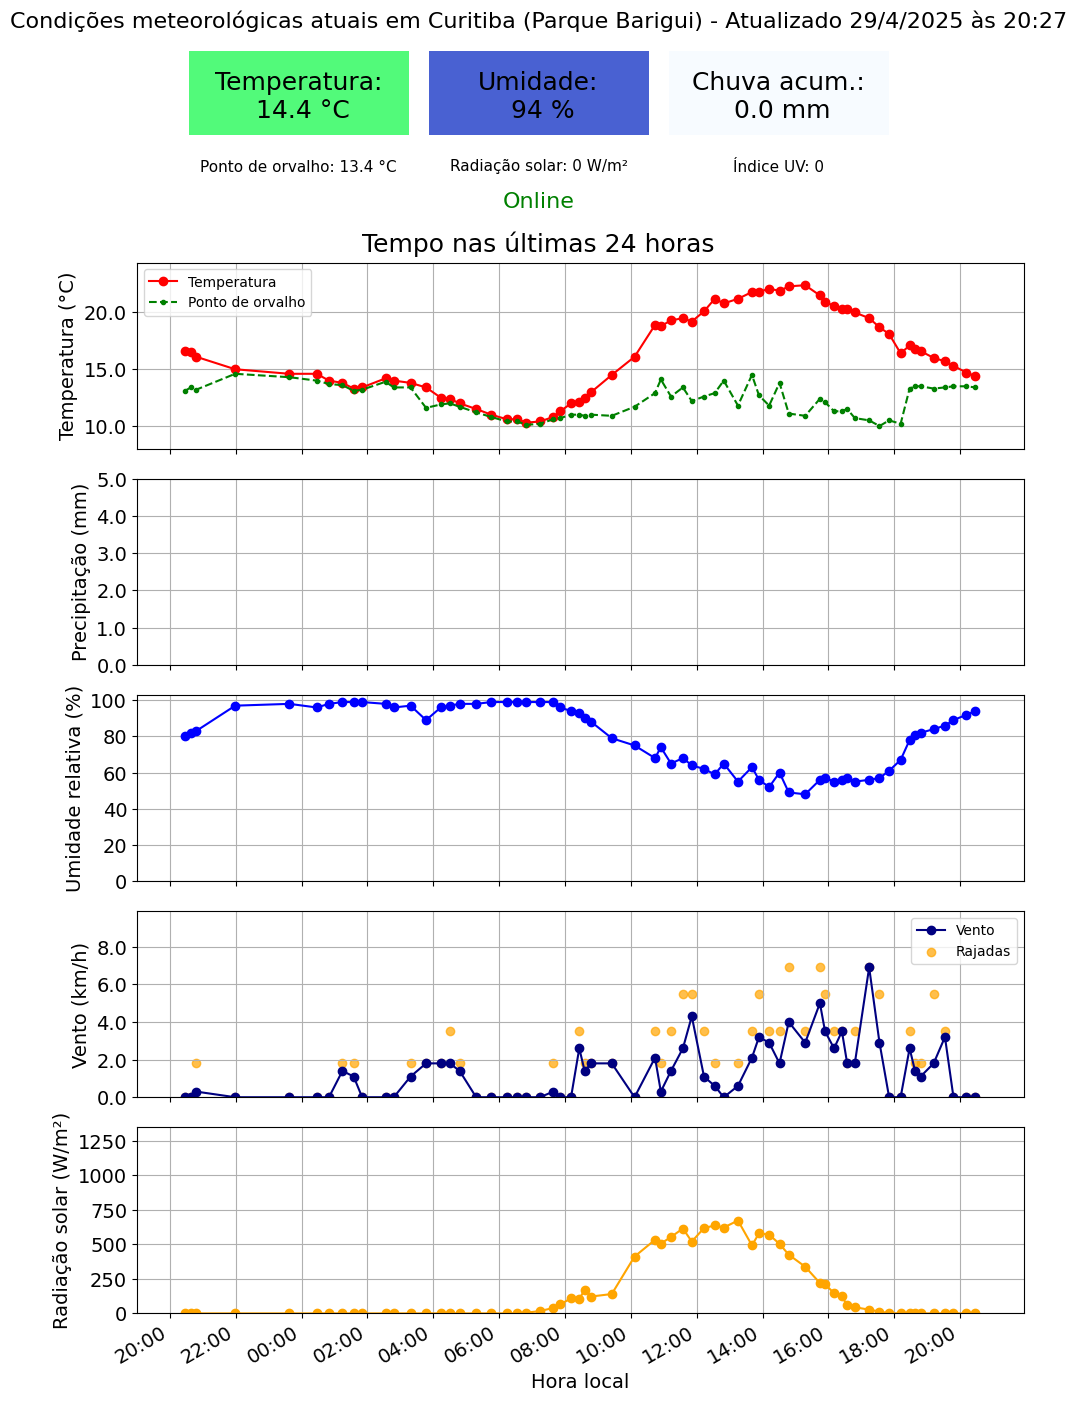 Condições meteorológicas atuais em Curitiba (Parque Barigui) - Atualizado 29/4/2025 às 20:27
Temperatura:
14.4 °C
Umidade:
94 %
Chuva acum.:
0.0 mm
Ponto de orvalho: 13.4 °C
Radiação solar: 0 W/m²
Índice UV: 0
Online
Tempo nas últimas 24 horas
Temperatura (°C)
20.0
15.0
10.0
Temperatura
Ponto de orvalho
Precipitação (mm)
5.0
4.0
3.0
2.0
1.0
0.0
Umidade relativa (%)
100
80
60
40
20
0
Vento (km/h)
8.0
6.0
4.0
2.0
0.0
Vento
Rajadas
Radiação solar (W/m²)
1250
1000
750
500
250
0
20:00
22:00
00:00
02:00
04:00
06:00
08:00
10:00
12:00
14:00
16:00
18:00
20:00
Hora local